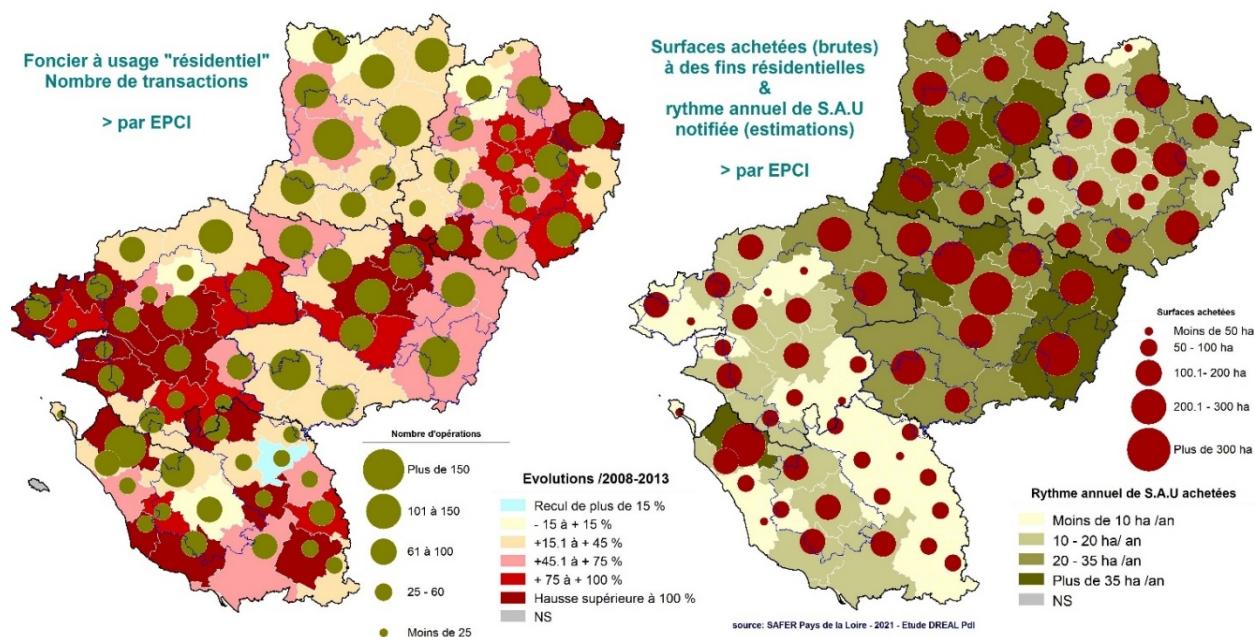 Foncier à usage "résidentiel"
Nombre de transactions
> par EPCI
Nombre d'opérations
Plus de 150
101 à 150
61 à 100
25 - 60
Moins de 25
Evolutions /2008-2013
Recul de plus de 15 %
- 15 à + 15 %
+15.1 à + 45 %
+45.1 à + 75 %
+ 75 à + 100 %
Hausse supérieure à 100 %
NS
Surfaces achetées (brutes)
à des fins résidentielles
&
rythme annuel de S.A.U
notifiée (estimations)
> par EPCI
Surfaces achetées
Moins de 50 ha
50 - 100 ha
100.1- 200 ha
200.1 - 300 ha
Plus de 300 ha
Rythme annuel de S.A.U achetées
Moins de 10 ha /an
10 - 20 ha/ an
20 - 35 ha /an
Plus de 35 ha /an
NS
source: SAFER Pays de la Loire - 2021 - Etude DREAL Pdl